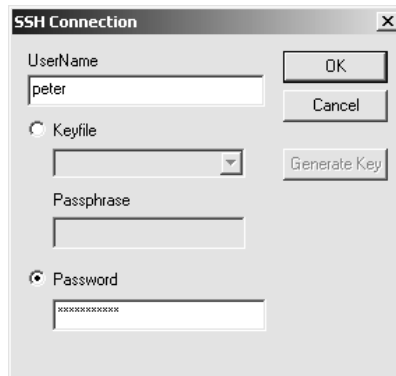 SSH Connection
UserName
OK
peter
Cancel
Keyfile
Generate Key
Passphrase
Password
***********